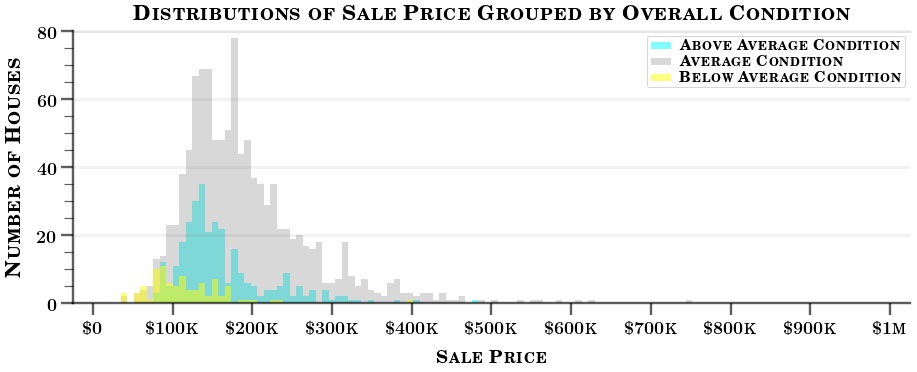 Distributions of Sale Price Grouped by Overall Condition
Number of Houses
80
60
40
20
0
Above Average Condition
Average Condition
Below Average Condition
$0 $100K $200K $300K $400K $500K $600K $700K $800K $900K $1M
Sale Price